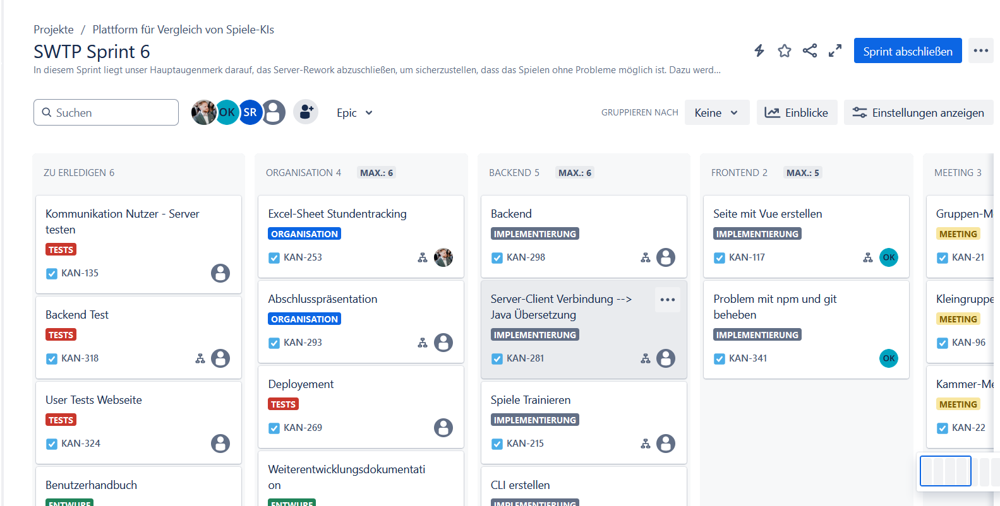 Projekte / Plattform für Vergleich von Spiele-KIs
SWTP Sprint 6
In diesem Sprint liegt unser Hauptaugenmerk darauf, das Server-Rework abzuschließen, um sicherzustellen, dass das Spielen ohne Probleme möglich ist. Dazu werd...
Sprint abschließen
Suchen
OK
SR
Epic
GRUPPIEREN NACH
Keine
Einblicke
Einstellungen anzeigen
ZU ERLEDIGEN 6
Kommunikation Nutzer - Server
testen
TESTS
KAN-135
Backend Test
TESTS
KAN-318
User Tests Webseite
TESTS
KAN-324
Benutzerhandbuch
ENTWURF
ORGANISATION 4 MAX.: 6
Excel-Sheet Stundentracking
ORGANISATION
KAN-253
Abschlusspräsentation
ORGANISATION
KAN-293
Deployement
TESTS
KAN-269
Weiterentwicklungsdokumentati
on
ENTWURF
BACKEND 5 MAX.: 6
Backend
IMPLEMENTIERUNG
KAN-298
Server-Client Verbindung -->
Java Übersetzung
IMPLEMENTIERUNG
KAN-281
Spiele Trainieren
IMPLEMENTIERUNG
KAN-215
CLI erstellen
IMPLEMENTIERUNG
FRONTEND 2 MAX.: 5
Seite mit Vue erstellen
IMPLEMENTIERUNG
KAN-117 OK
Problem mit npm und git
beheben
IMPLEMENTIERUNG
KAN-341 OK
MEETING 3
Gruppen-M
MEETING
KAN-21
Kleingruppe
MEETING
KAN-96
Kammer-Me
MEETING
KAN-22